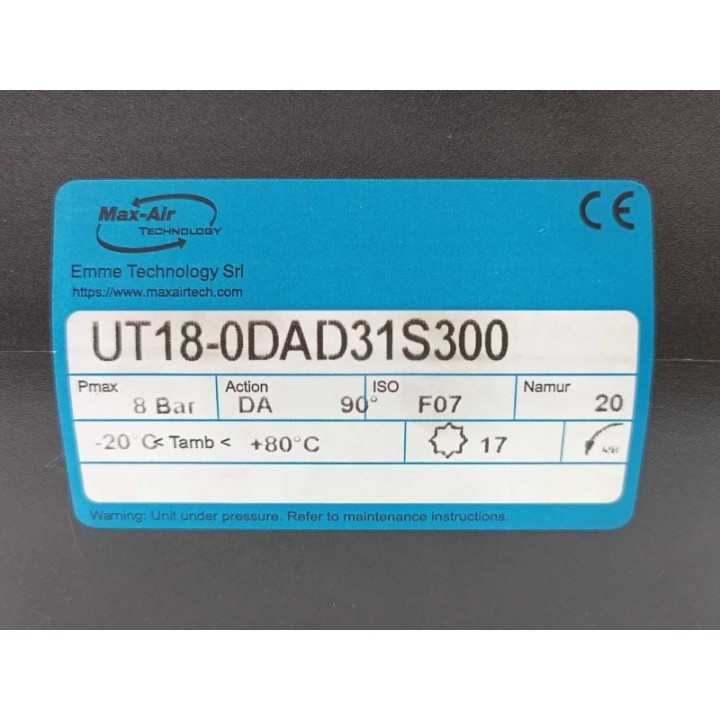 Max-Air
TECHNOLOGY
CE
Emme Technology Srl
https://www.maxairtech.com
UT18-0DAD31S300
Pmax Action ISO Namur
8 Bar DA 90° F07 20
-20°C< Tamb < +80°C 17
Warning: Unit under pressure. Refer to maintenance instructions.